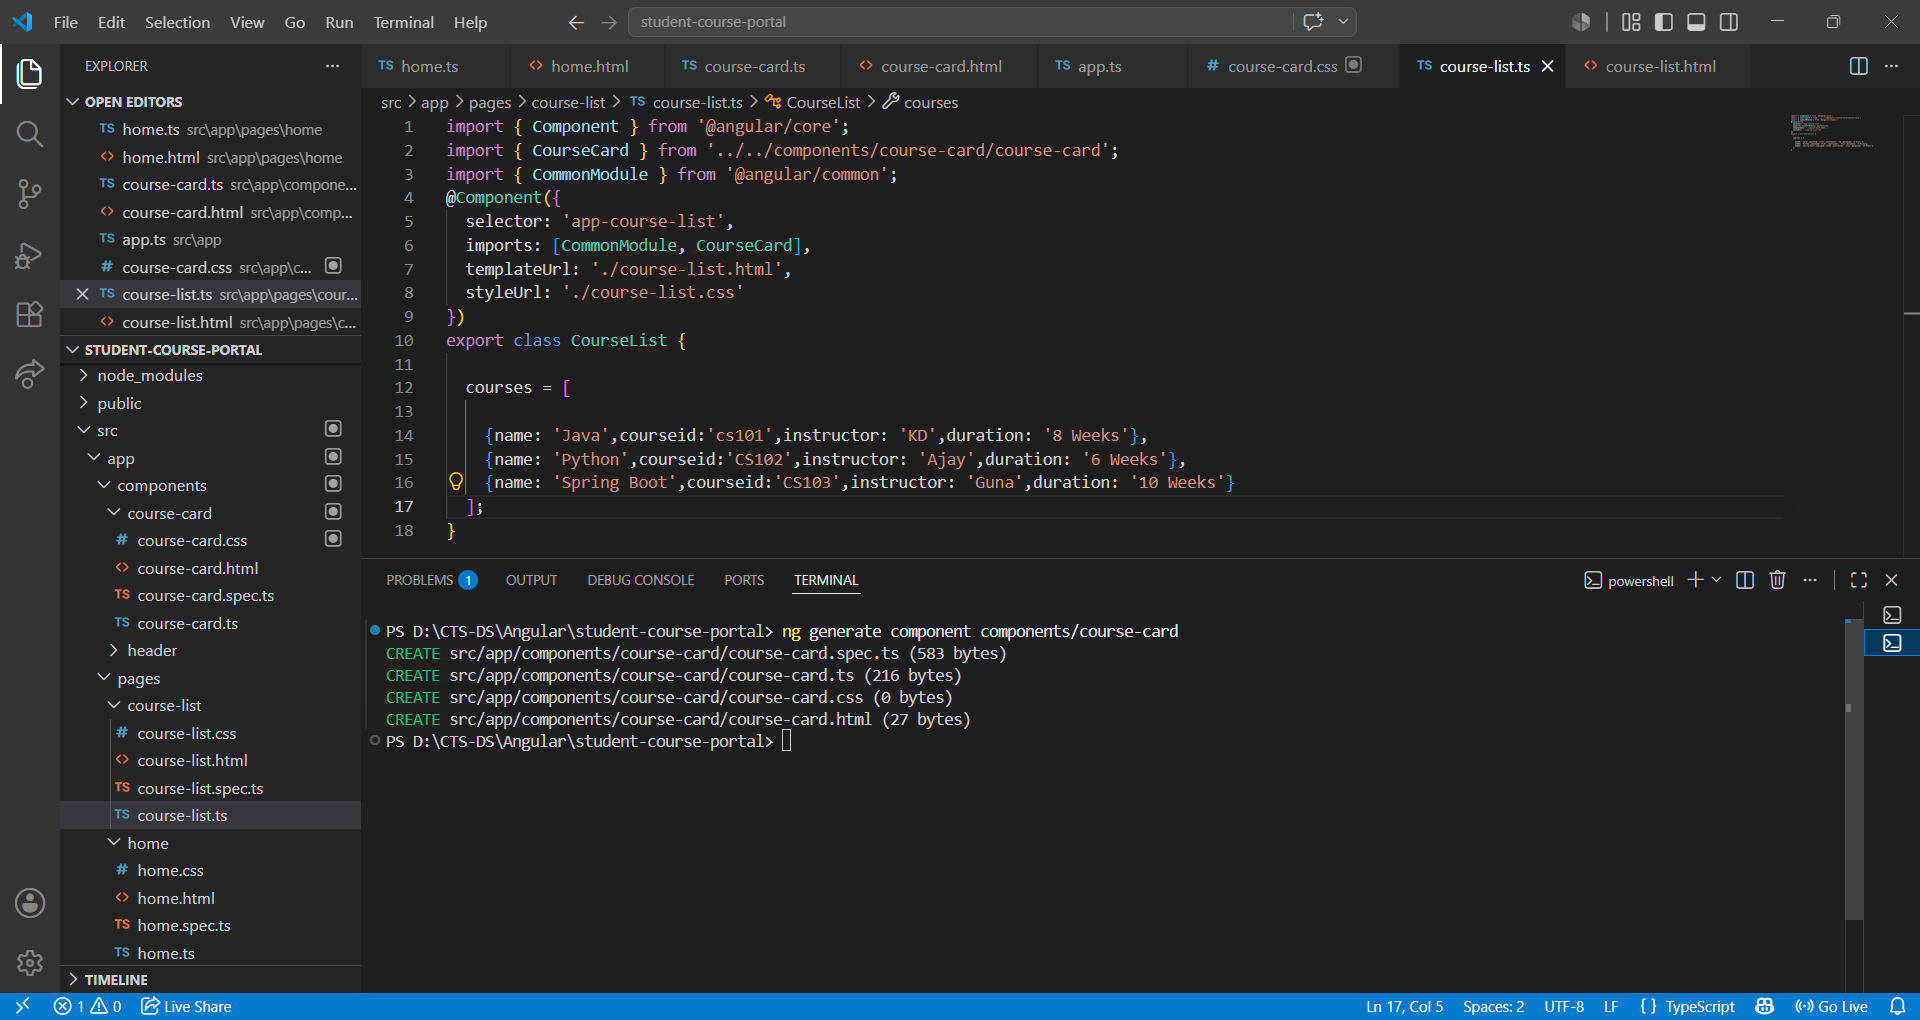 File Edit Selection View Go Run Terminal Help
student-course-portal
EXPLORER
OPEN EDITORS
TS home.ts src\app\pages\home
<> home.html src\app\pages\home
TS course-card.ts src\app\compone...
<> course-card.html src\app\comp...
TS app.ts src\app
# course-card.css src\app\c...
TS course-list.ts src\app\pages\cour...
<> course-list.html src\app\pages\c...
STUDENT-COURSE-PORTAL
node_modules
public
src
app
components
course-card
# course-card.css
<> course-card.html
TS course-card.spec.ts
TS course-card.ts
header
pages
course-list
# course-list.css
<> course-list.html
TS course-list.spec.ts
TS course-list.ts
home
# home.css
<> home.html
TS home.spec.ts
TS home.ts
TIMELINE
TS home.ts <> home.html TS course-card.ts <> course-card.html TS app.ts # course-card.css TS course-list.ts <> course-list.html
src > app > pages > course-list > TS course-list.ts > CourseList > courses
1 import { Component } from '@angular/core';
2 import { CourseCard } from '../../components/course-card/course-card';
3 import { CommonModule } from '@angular/common';
4 @Component({
5 selector: 'app-course-list',
6 imports: [CommonModule, CourseCard],
7 templateUrl: './course-list.html',
8 styleUrl: './course-list.css'
9 })
10 export class CourseList {
11
12 courses = [
13
14 {name: 'Java',courseid:'cs101',instructor: 'KD',duration: '8 Weeks'},
15 {name: 'Python',courseid:'CS102',instructor: 'Ajay',duration: '6 Weeks'},
16 {name: 'Spring Boot',courseid:'CS103',instructor: 'Guna',duration: '10 Weeks'}
17 ];
18 }
PROBLEMS 1 OUTPUT DEBUG CONSOLE PORTS TERMINAL
powershell
PS D:\CTS-DS\Angular\student-course-portal> ng generate component components/course-card
CREATE src/app/components/course-card/course-card.spec.ts (583 bytes)
CREATE src/app/components/course-card/course-card.ts (216 bytes)
CREATE src/app/components/course-card/course-card.css (0 bytes)
CREATE src/app/components/course-card/course-card.html (27 bytes)
PS D:\CTS-DS\Angular\student-course-portal>
1 0 Live Share
Ln 17, Col 5 Spaces: 2 UTF-8 LF {} TypeScript Go Live